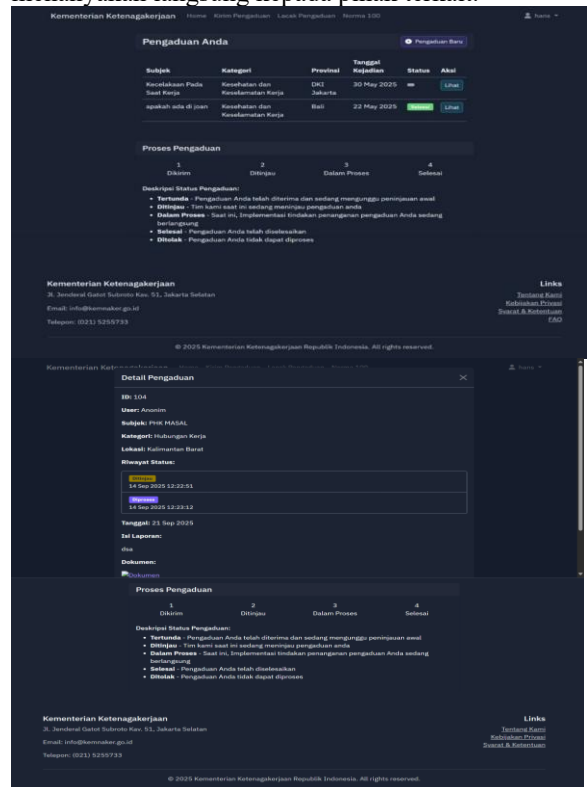 menanyakan langsung kepada pihak terkait.
Kementerian Ketenagakerjaan Home Kirim Pengaduan Lacak Pengaduan Norma 100
Pengaduan Anda
Pengaduan Baru
Subjek Kategori Provinsi Tanggal Kejadian Status Aksi
Kecelakaan Pada Saat Kerja Kesehatan dan Keselamatan Kerja DKI Jakarta 30 May 2025 Lihat
apakah ada di joan Kesehatan dan Keselamatan Kerja Bali 22 May 2025 Selesai Lihat
Proses Pengaduan
1 2 3 4
Dikirim Ditinjau Dalam Proses Selesai
Deskripsi Status Pengaduan:
• Tertunda - Pengaduan Anda telah diterima dan sedang mengunggu peninjauan awal
• Ditinjau - Tim kami saat ini sedang meninjau pengaduan anda
• Dalam Proses - Saat ini, Implementasi tindakan penanganan pengaduan Anda sedang
berlangsung
• Selesai - Pengaduan Anda telah diselesaikan
• Ditolak - Pengaduan Anda tidak dapat diproses
Kementerian Ketenagakerjaan
Jl. Jenderal Gatot Subroto Kav. 51, Jakarta Selatan
Email: info@kemnaker.go.id
Telepon: (021) 5255733
Links
Tentang Kami
Kebijakan Privasi
Syarat & Ketentuan
FAQ
© 2025 Kementerian Ketenagakerjaan Republik Indonesia. All rights reserved.
Detail Pengaduan
ID: 104
User: Anonim
Subjek: PHK MASAL
Kategori: Hubungan Kerja
Lokasi: Kalimantan Barat
Riwayat Status:
Ditinjau
14 Sep 2025 12:22:51
Diproses
14 Sep 2025 12:23:12
Tanggal: 21 Sep 2025
Isi Laporan:
dsa
Dokumen:
Dokumen
Proses Pengaduan
1 2 3 4
Dikirim Ditinjau Dalam Proses Selesai
Deskripsi Status Pengaduan:
• Tertunda - Pengaduan Anda telah diterima dan sedang mengunggu peninjauan awal
• Ditinjau - Tim kami saat ini sedang meninjau pengaduan anda
• Dalam Proses - Saat ini, Implementasi tindakan penanganan pengaduan Anda sedang
berlangsung
• Selesai - Pengaduan Anda telah diselesaikan
• Ditolak - Pengaduan Anda tidak dapat diproses
Kementerian Ketenagakerjaan
Jl. Jenderal Gatot Subroto Kav. 51, Jakarta Selatan
Email: info@kemnaker.go.id
Telepon: (021) 5255733
Links
Tentang Kami
Kebijakan Privasi
Syarat & Ketentuan
© 2025 Kementerian Ketenagakerjaan Republik Indonesia. All rights reserved.